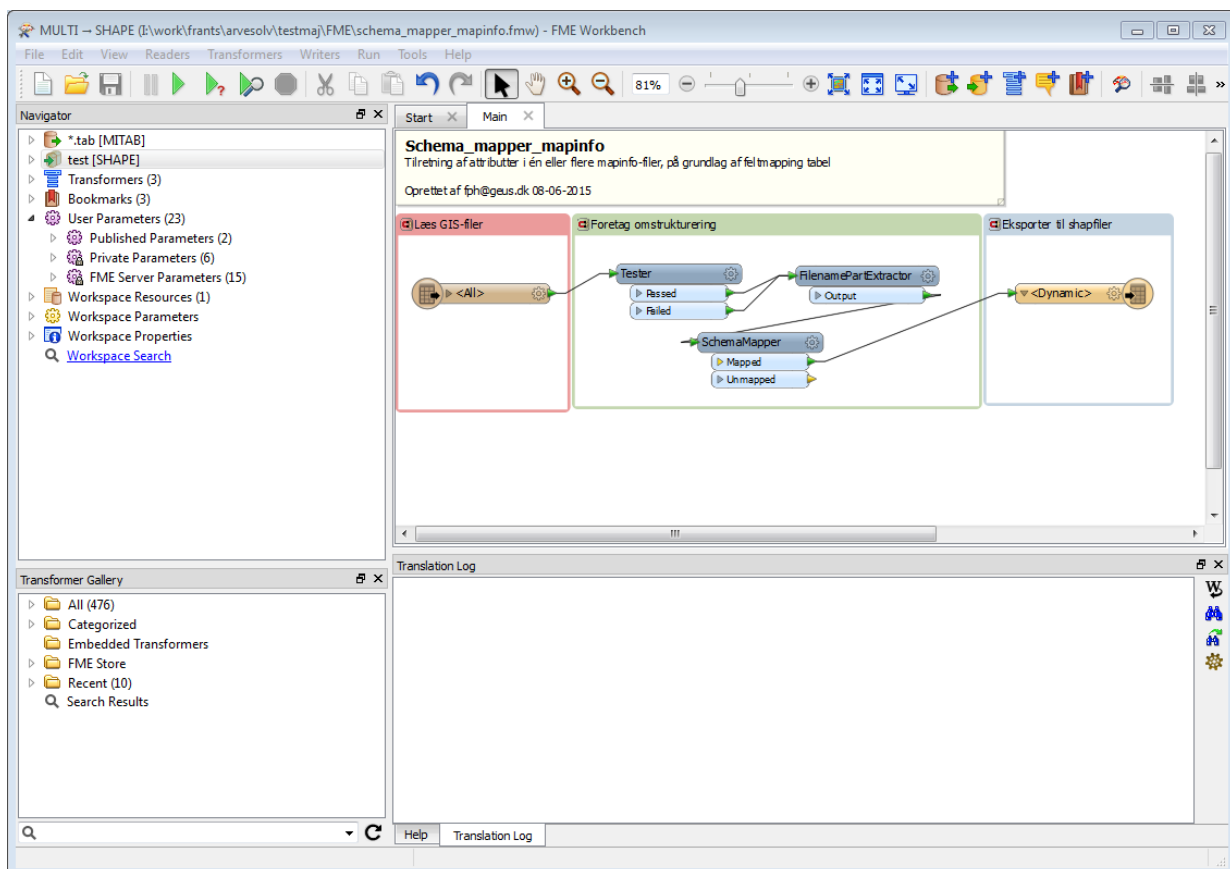 MULTI → SHAPE (I:\work\frants\arvesolv\testmaj\FME\schema_mapper_mapinfo.fmw) - FME Workbench
File Edit View Readers Transformers Writers Run Tools Help
81%
Navigator
*.tab [MITAB]
test [SHAPE]
Transformers (3)
Bookmarks (3)
User Parameters (23)
Published Parameters (2)
Private Parameters (6)
FME Server Parameters (15)
Workspace Resources (1)
Workspace Parameters
Workspace Properties
Workspace Search
Start
Main
Schema_mapper_mapinfo
Tilretning af attributter i én eller flere mapinfo-filer, på grundlag af feltmapping tabel
Oprettet af fph@geus.dk 08-06-2015
Læs GIS-filer
<All>
Foretag omstrukturering
Tester
Passed
Failed
FilenamePartExtractor
Output
SchemaMapper
Mapped
Unmapped
Eksporter til shapfiler
<Dynamic>
Transformer Gallery
All (476)
Categorized
Embedded Transformers
FME Store
Recent (10)
Search Results
Translation Log
Help
Translation Log